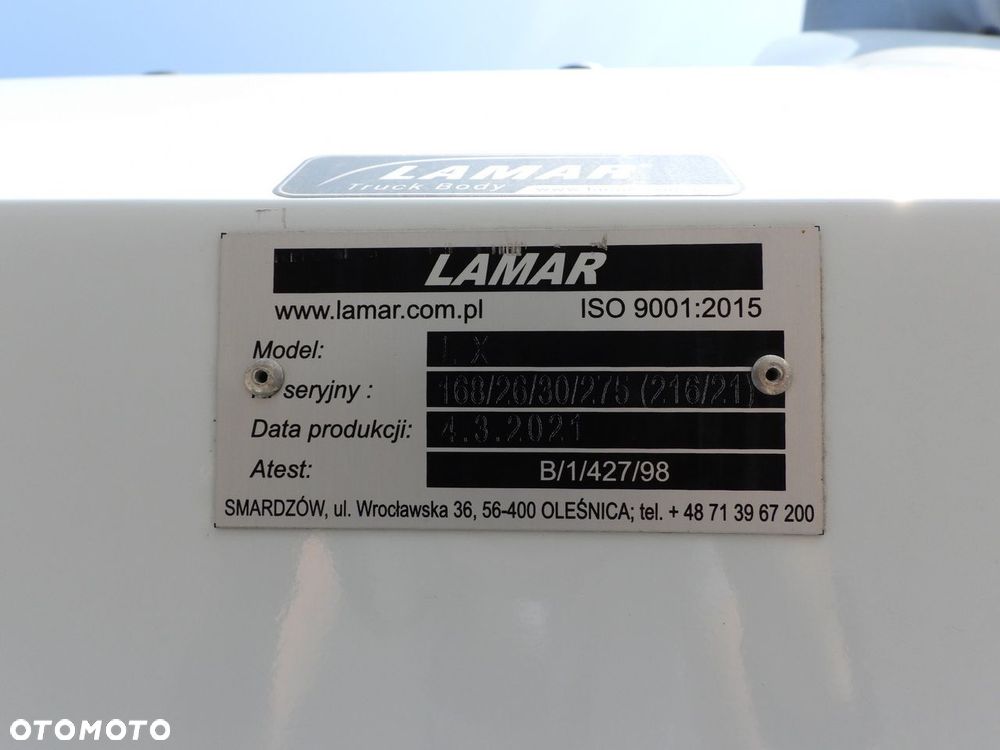 LAMAR
Truck Body
LAMAR
www.lamar.com.pl ISO 9001:2015
Model: LX
seryjny : 168/26/30/275 (216/21)
Data produkcji: 4.3.2021
Atest: B/1/427/98
SMARDZÓW, ul. Wrocławska 36, 56-400 OLEŚNICA; tel. + 48 71 39 67 200
OTOMOTO